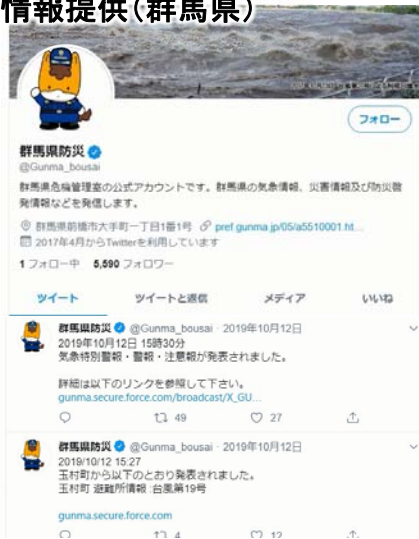 情報提供(群馬県)
フォロー
群馬県防災
@Gunma_bousai
群馬県危機管理室の公式アカウントです。群馬県の気象情報、災害情報及び防災啓
発情報などを発信します。
群馬県前橋市大手町一丁目1番1号 pref.gunma.jp/05/a5510001.ht...
2017年4月からTwitterを利用しています
1 フォロー中 5,590 フォロワー
ツイート ツイートと返信 メディア いいね
群馬県防災 @Gunma_bousai · 2019年10月12日
2019年10月12日 15時30分
気象特別警報・警報・注意報が発表されました。
詳細は以下のリンクを参照して下さい。
gunma.secure.force.com/broadcast/X_GU...
49 27
群馬県防災 @Gunma_bousai · 2019年10月12日
2019/10/12 15:27
玉村町から以下のとおり発表されました。
玉村町 避難所情報 :台風第19号
gunma.secure.force.com
4 12